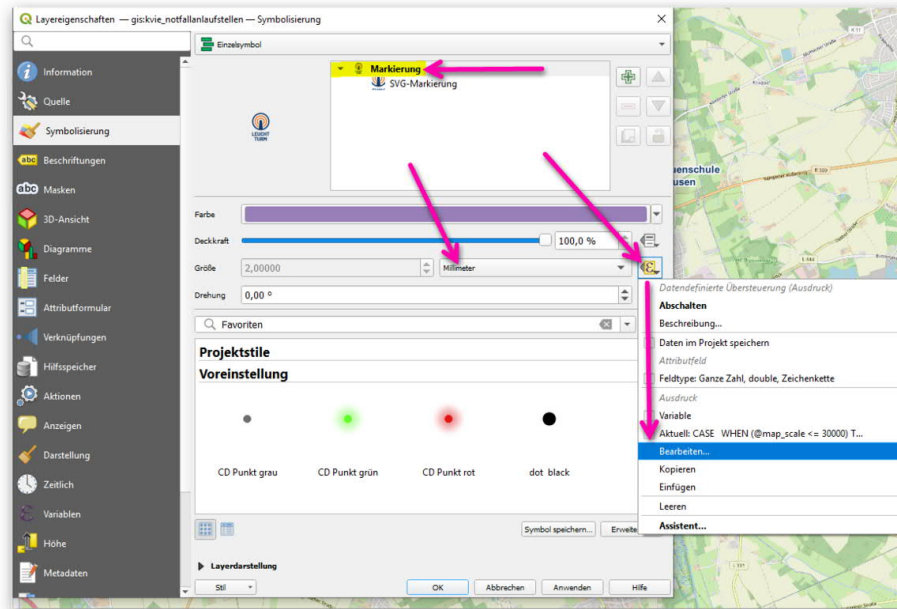 Layereigenschaften — gis:kvie_notfallanlaufstellen — Symbolisierung
Einzelsymbol
Information
Quelle
Symbolisierung
abc Beschriftungen
abc Masken
3D-Ansicht
Diagramme
Felder
Attributformular
Verknüpfungen
Hilfsspeicher
Aktionen
Anzeigen
Darstellung
Zeitlich
Variablen
Höhe
Metadaten
Markierung
SVG-Markierung
LEUCHT
TURM
Farbe
Deckkraft 100,0 %
Größe 2,00000 Millimeter
Drehung 0,00 °
Favoriten
Projektstile
Voreinstellung
CD Punkt grau CD Punkt grün CD Punkt rot dot black
Symbol speichern... Erweite
Layerdarstellung
Stil OK Abbrechen Anwenden Hilfe
Datendefinierte Übersteuerung (Ausdruck)
Abschalten
Beschreibung...
Daten im Projekt speichern
Attributfeld
Feldtype: Ganze Zahl, double, Zeichenkette
Ausdruck
Variable
Aktuell: CASE WHEN (@map_scale <= 30000) T...
Bearbeiten...
Kopieren
Einfügen
Leeren
Assistent...
uenschule
usen